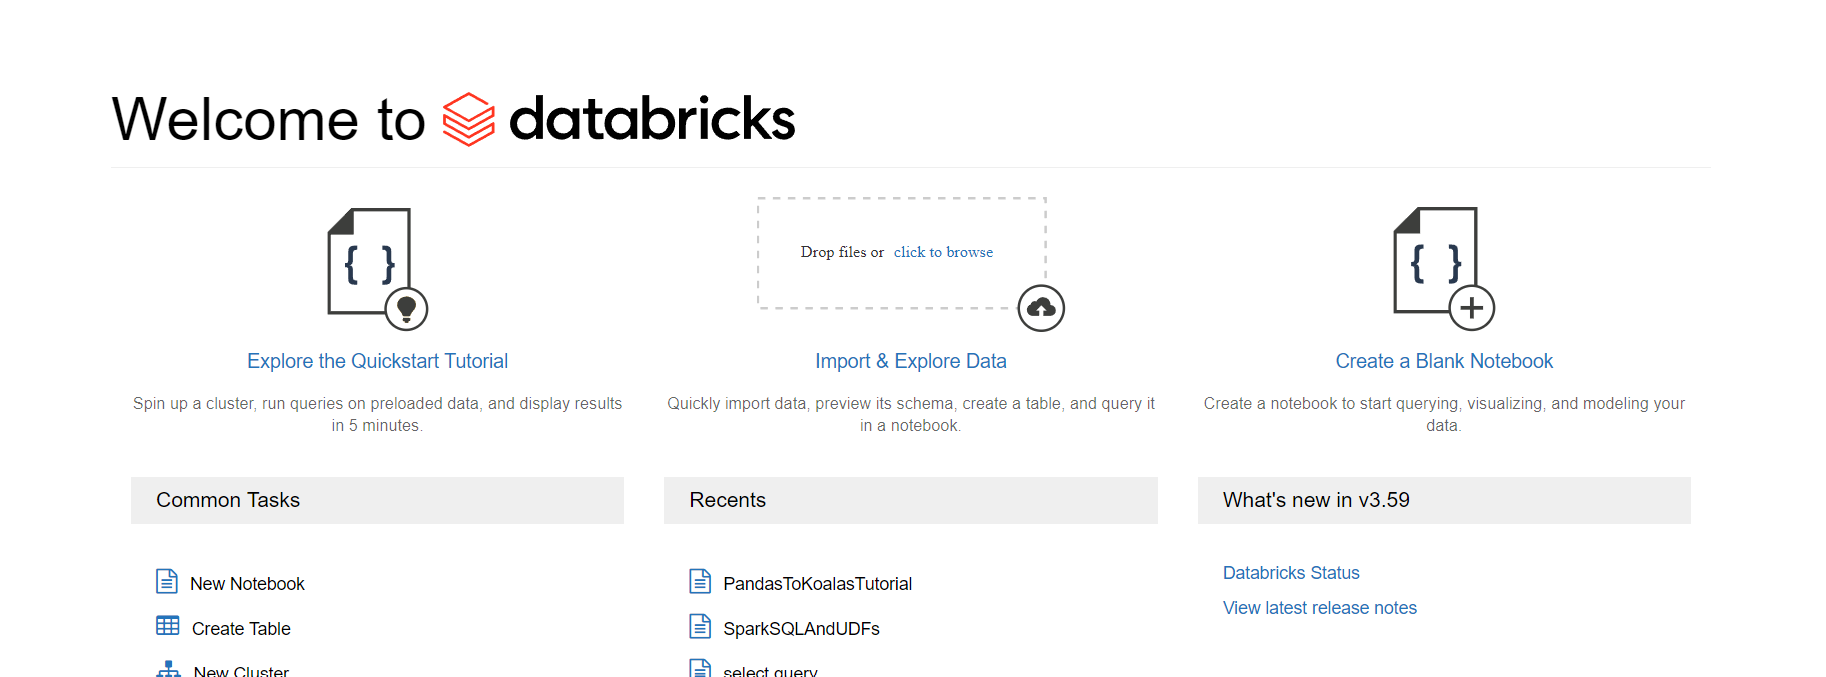 Welcome to databricks
{ }
Drop files or click to browse
{ }
Explore the Quickstart Tutorial
Spin up a cluster, run queries on preloaded data, and display results
in 5 minutes.
Import & Explore Data
Quickly import data, preview its schema, create a table, and query it
in a notebook.
Create a Blank Notebook
Create a notebook to start querying, visualizing, and modeling your
data.
Common Tasks
New Notebook
Create Table
New Cluster
Recents
PandasToKoalasTutorial
SparkSQLAndUDFs
select query
What's new in v3.59
Databricks Status
View latest release notes